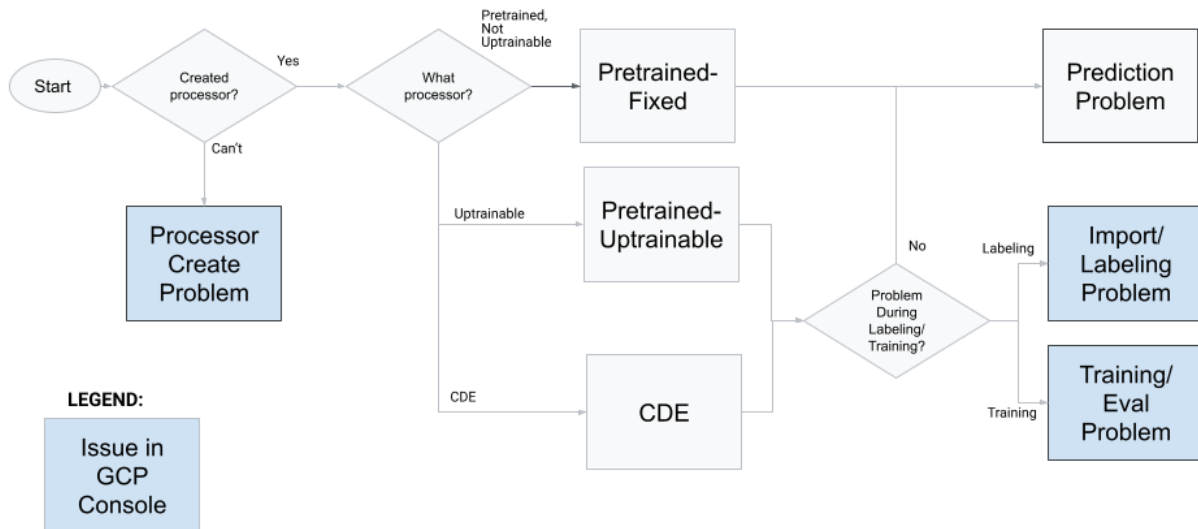 Pretrained,
Not
Uptrainable
Start
Created
processor?
Yes
What
processor?
Pretrained-
Fixed
Prediction
Problem
Can't
Processor
Create
Problem
Uptrainable
Pretrained-
Uptrainable
No
Labeling
Import/
Labeling
Problem
Problem
During
Labeling/
Training?
LEGEND:
Issue in
GCP
Console
CDE
CDE
Training
Training/
Eval
Problem